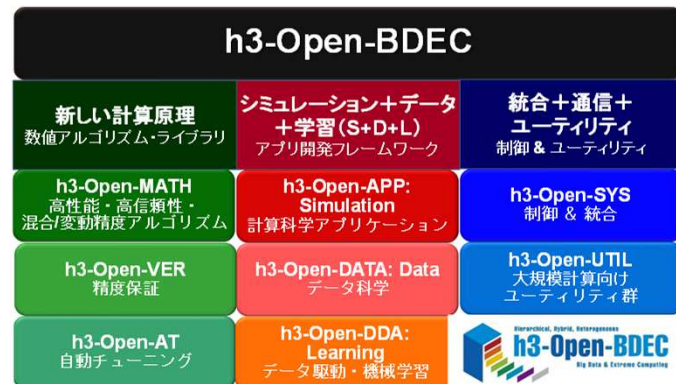 h3-Open-BDEC
新しい計算原理
数値アルゴリズム・ライブラリ
シミュレーション＋データ
＋学習(S+D+L)
アプリ開発フレームワーク
統合＋通信＋
ユーティリティ
制御 & ユーティリティ
h3-Open-MATH
高性能・高信頼性・
混合/変動精度アルゴリズム
h3-Open-APP:
Simulation
計算科学アプリケーション
h3-Open-SYS
制御 & 統合
h3-Open-VER
精度保証
h3-Open-DATA: Data
データ科学
h3-Open-UTIL
大規模計算向け
ユーティリティ群
h3-Open-AT
自動チューニング
h3-Open-DDA:
Learning
データ駆動・機械学習
Hierarchical, Hybrid, Heterogeneous
h3-Open-BDEC
Big Data & Extreme Computing